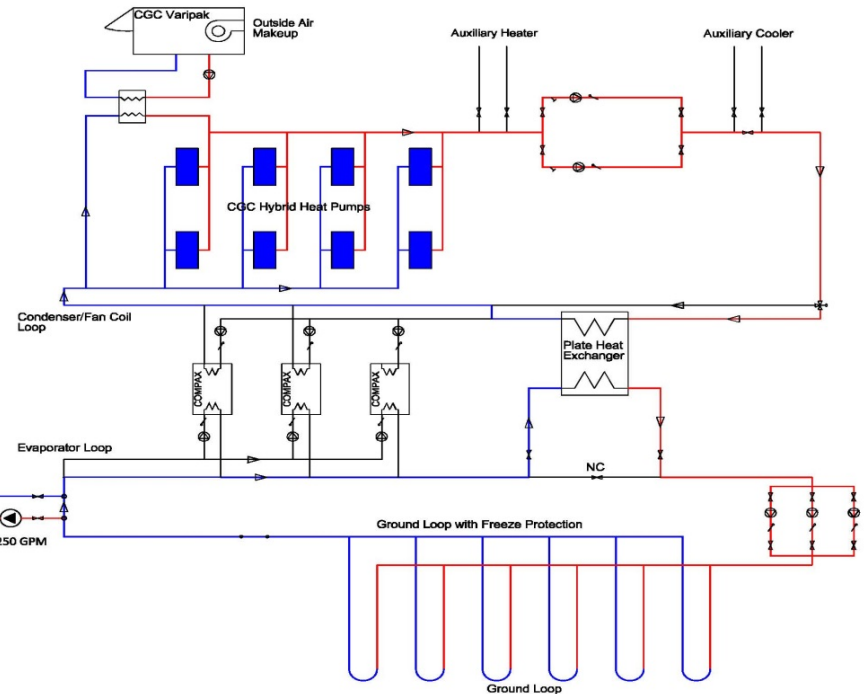 CGC Varipak
Outside Air
Makeup
Auxiliary Heater
Auxiliary Cooler
CGC Hybrid Heat Pumps
Condenser/Fan Coil
Loop
Plate Heat
Exchanger
COMPAX
COMPAX
COMPAX
Evaporator Loop
NC
250 GPM
Ground Loop with Freeze Protection
Ground Loop